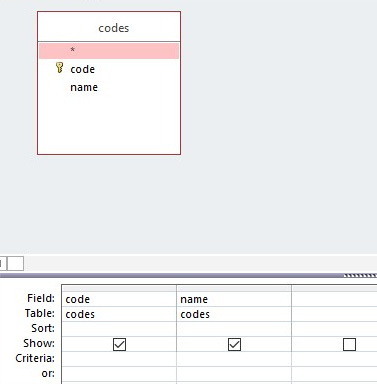 codes
*
code
name
Field: code name
Table: codes codes
Sort:
Show:
Criteria:
or: